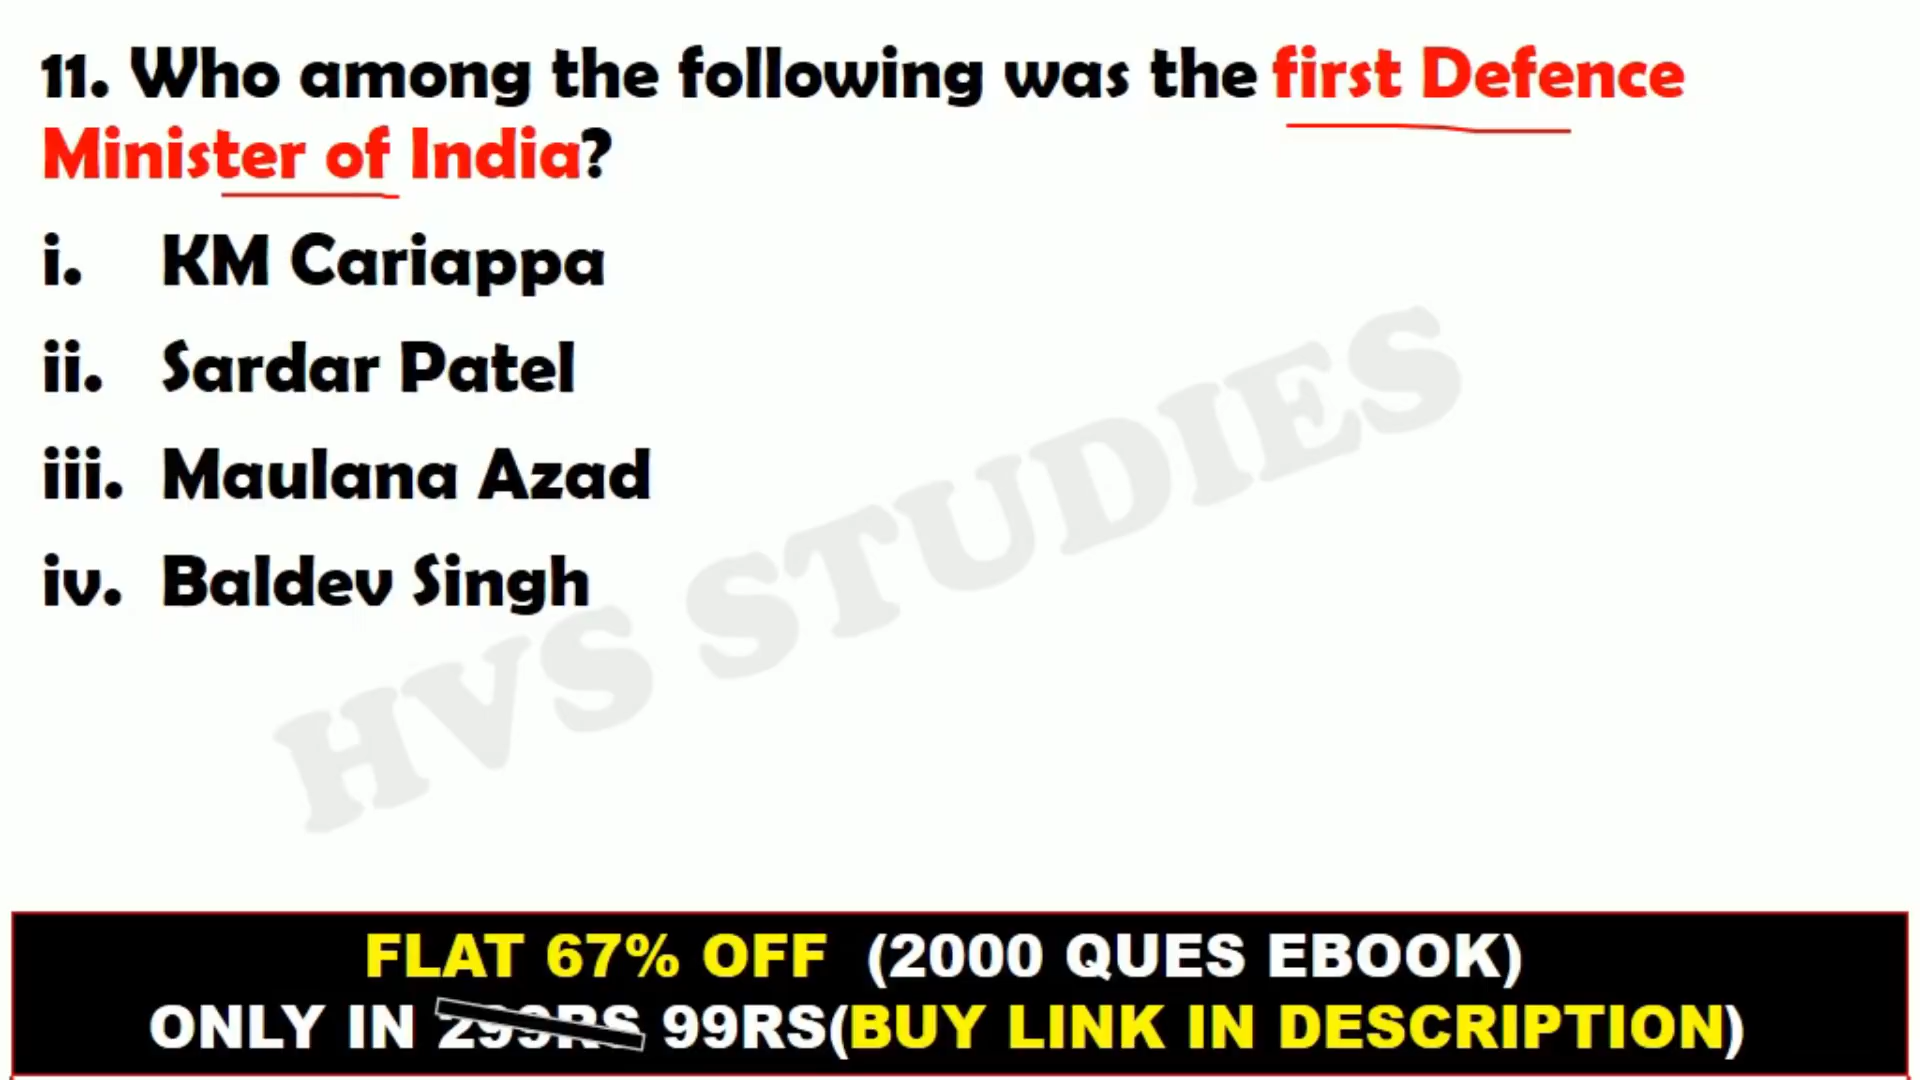 11. Who among the following was the first Defence
Minister of India?
i. KM Cariappa
ii. Sardar Patel
iii. Maulana Azad
iv. Baldev Singh
HVS STUDIES
FLAT 67% OFF (2000 QUES EBOOK)
ONLY IN 299RS 99RS(BUY LINK IN DESCRIPTION)